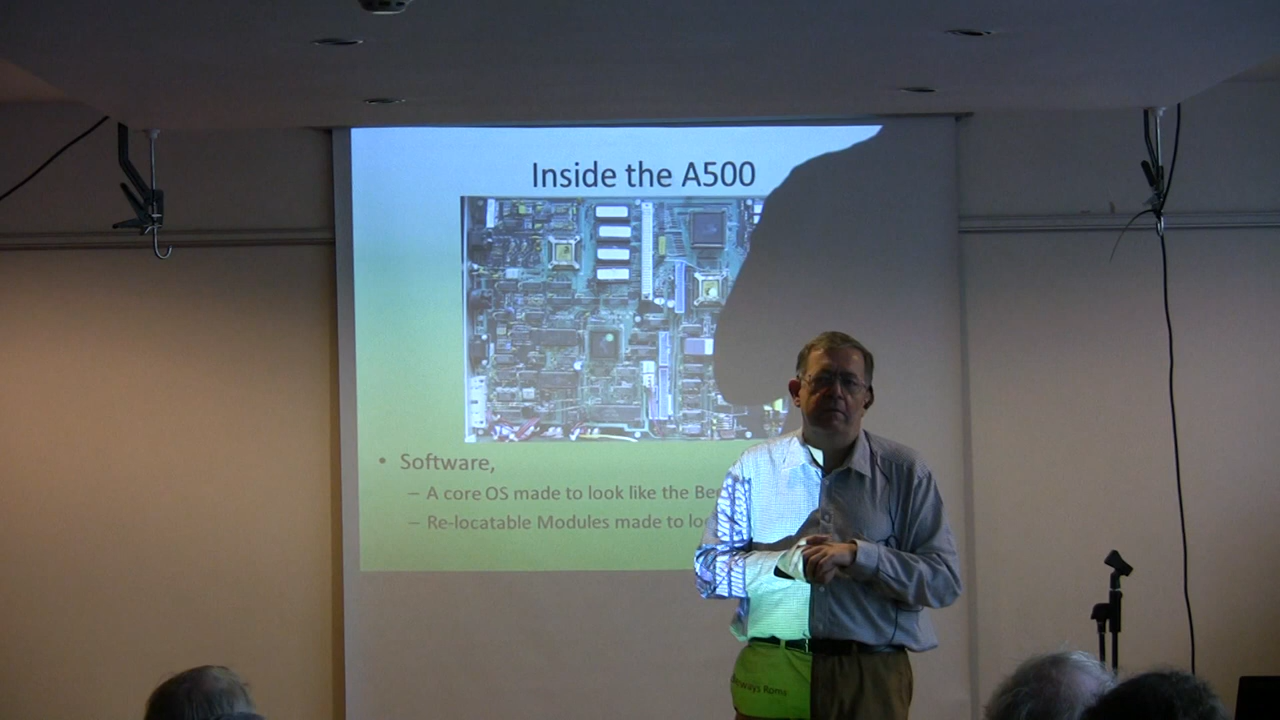 Inside the A500
• Software,
– A core OS made to look like the
– Re-locatable Modules made to